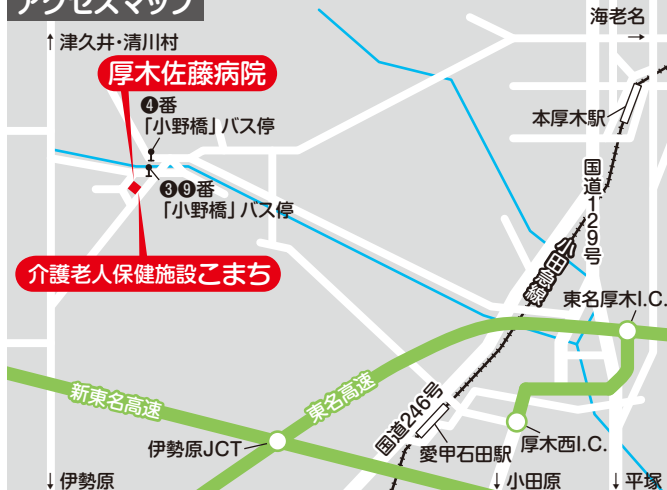 アクセスマップ
海老名
→
↑津久井・清川村
厚木佐藤病院
❹番
「小野橋」バス停
本厚木駅
❸❾番
「小野橋」バス停
国道129号
介護老人保健施設こまち
小田急線
東名厚木I.C.
新東名高速
東名高速
国道246号
伊勢原JCT
愛甲石田駅
厚木西I.C.
↓伊勢原
↓小田原
↓平塚